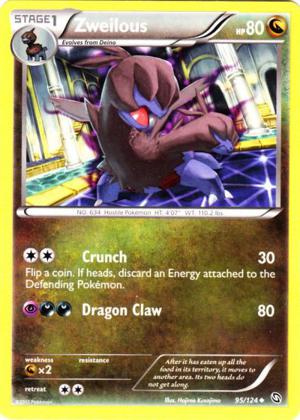 STAGE1
Zweilous
HP80
Evolves from Deino
NO. 634 Hostile Pokémon HT. 4'07" WT. 110.2 lbs.
Crunch 30
Flip a coin. If heads, discard an Energy attached to the
Defending Pokémon.
Dragon Claw 80
weakness resistance
×2
retreat
After it has eaten up all the
food in its territory, it moves to
another area. Its two heads
do not get along.
Illus. Hajime Kusajima
95/124
©2012 Pokémon